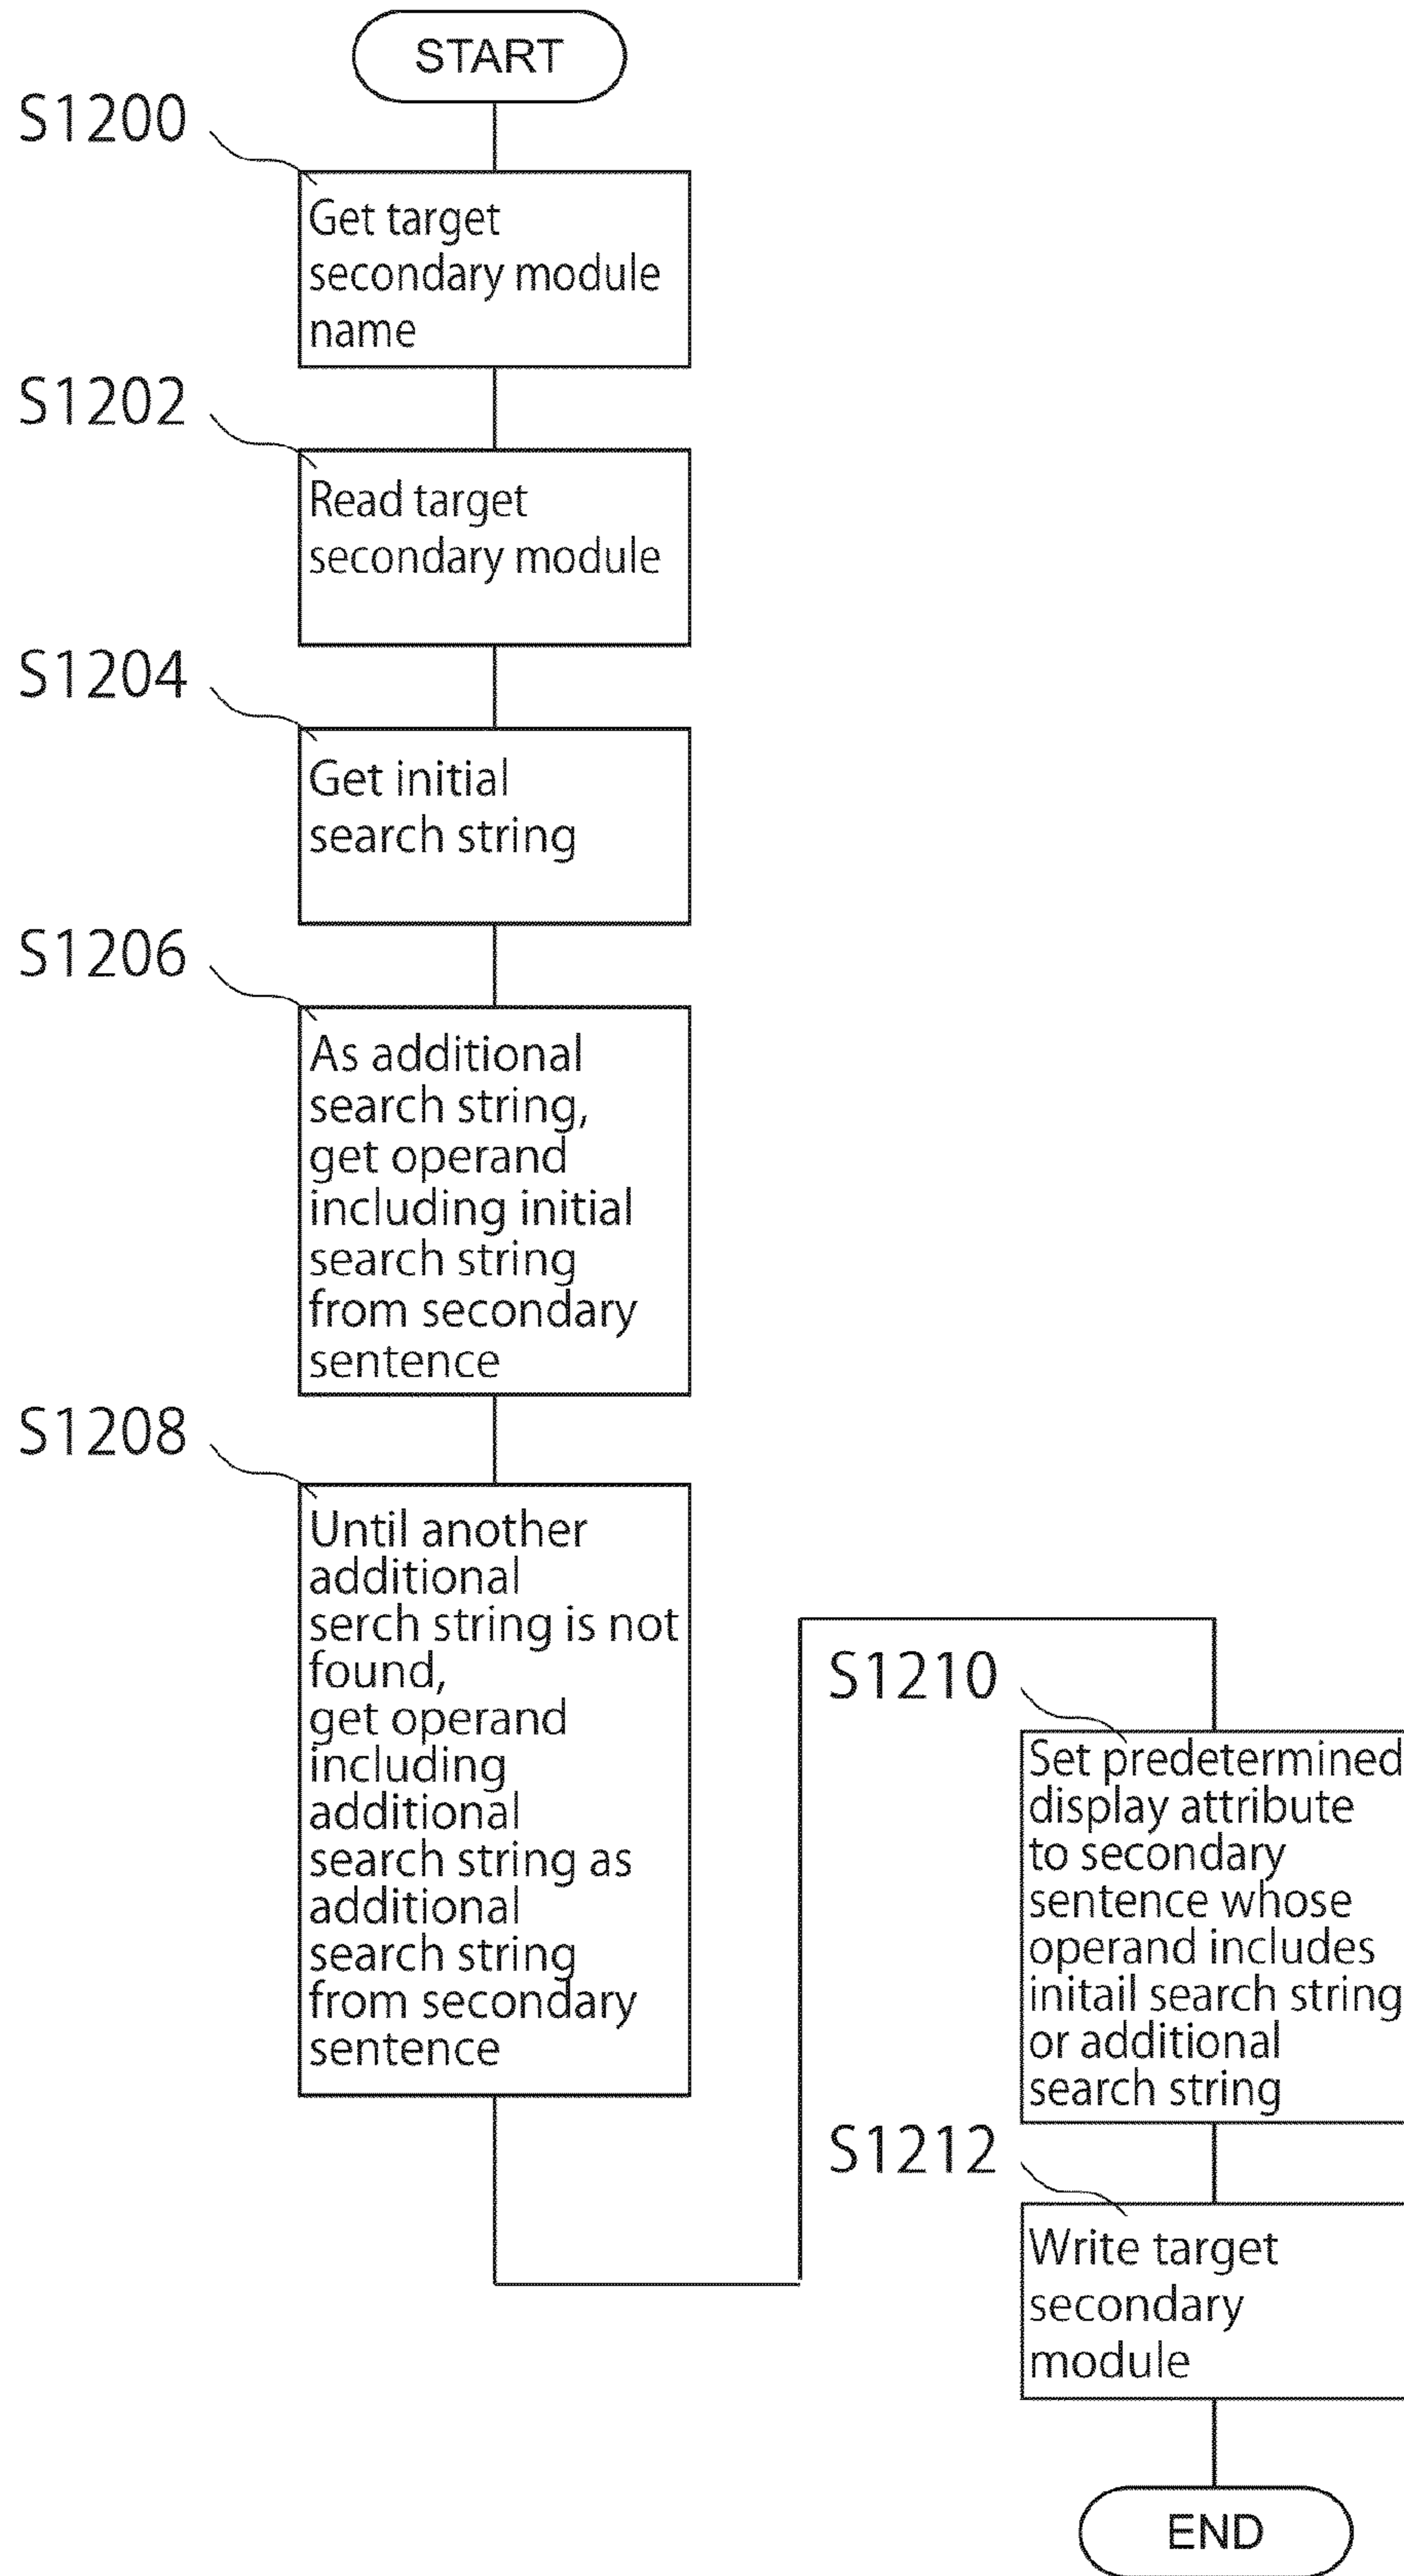 START
S1200
Get target
secondary module
name
S1202
Read target
secondary module
S1204
Get initial
search string
S1206
As additional
search string,
get operand
including initial
search string
from secondary
sentence
S1208
Until another
additional
serch string is not
found,
get operand
including
additional
search string as
additional
search string
from secondary
sentence
S1210
Set predetermined
display attribute
to secondary
sentence whose
operand includes
initail search string
or additional
search string
S1212
Write target
secondary
module
END